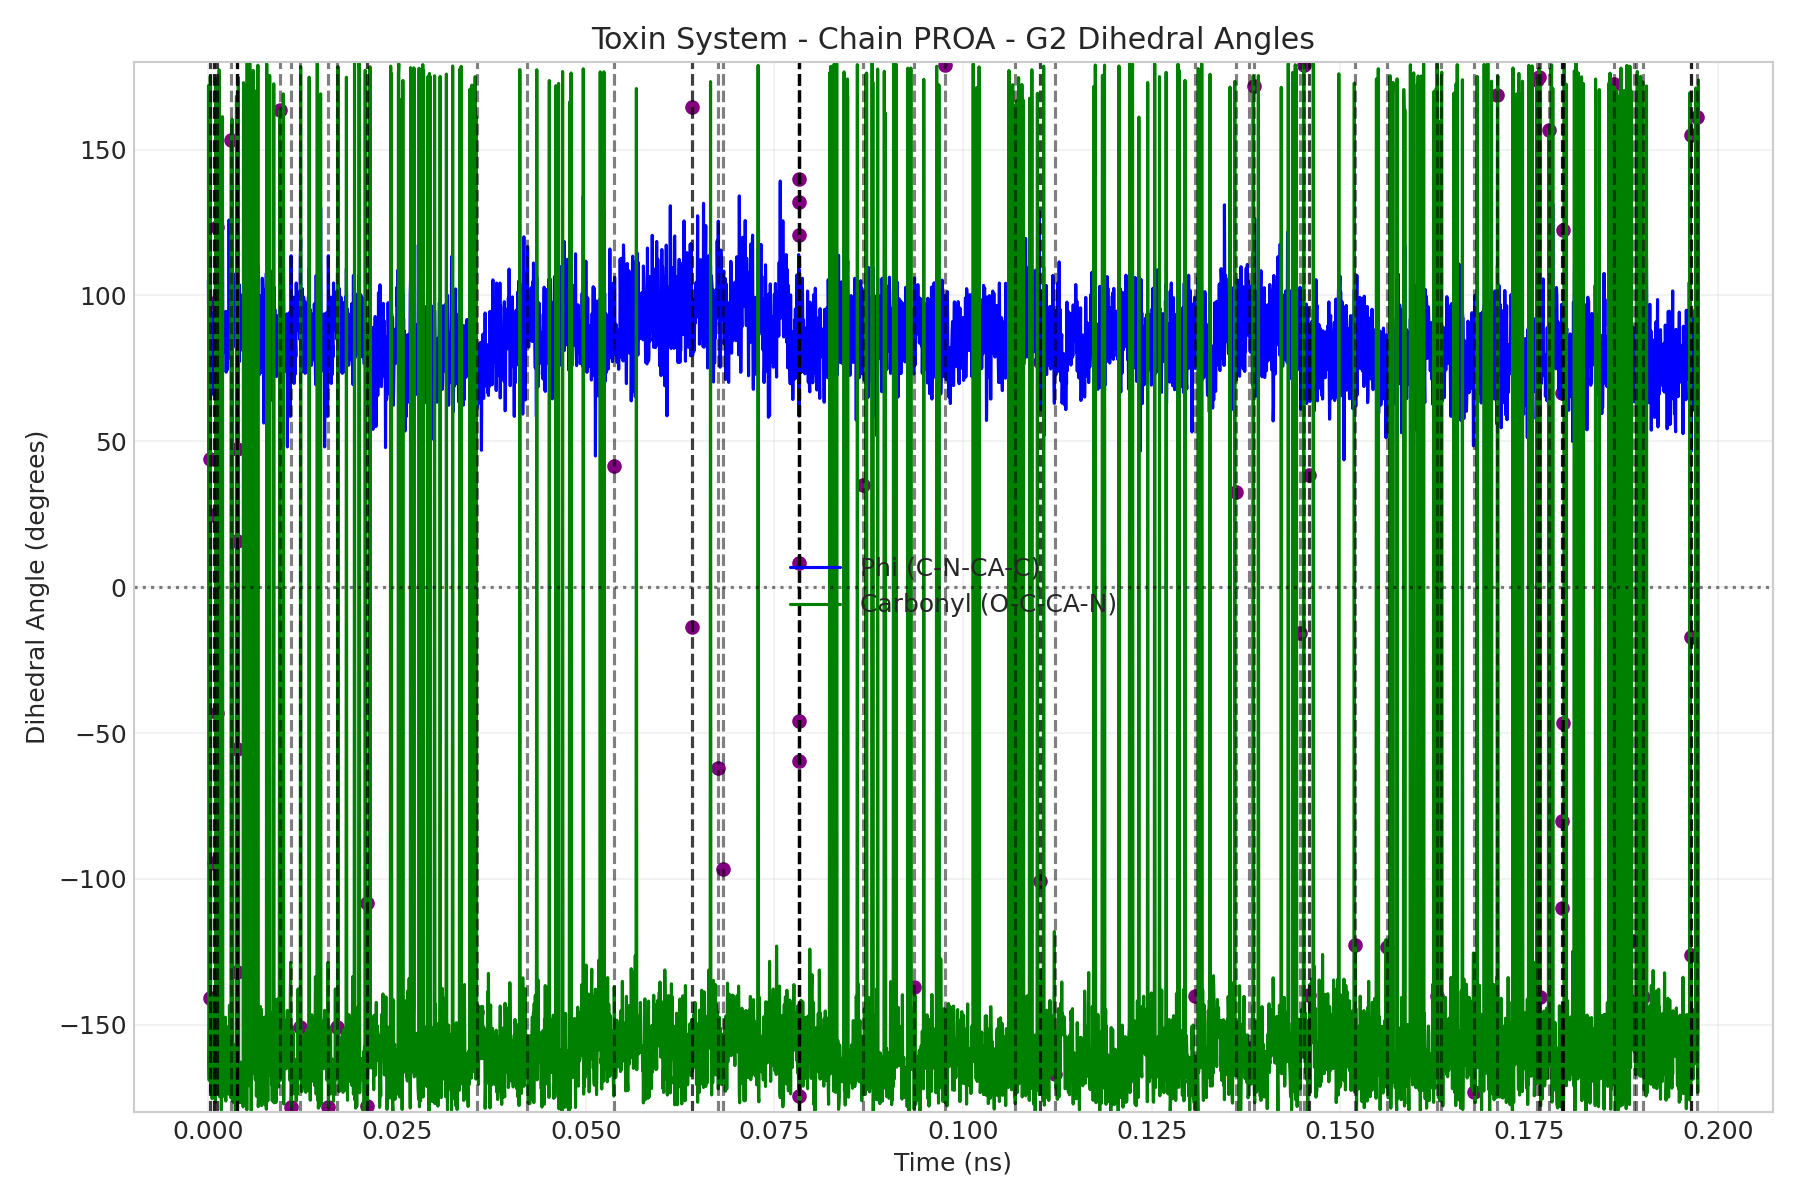 Toxin System - Chain PROA - G2 Dihedral Angles
Dihedral Angle (degrees)
150
100
50
0
−50
−100
−150
Phi (C-N-CA-C)
Carbonyl (O-C-CA-N)
0.000 0.025 0.050 0.075 0.100 0.125 0.150 0.175 0.200
Time (ns)